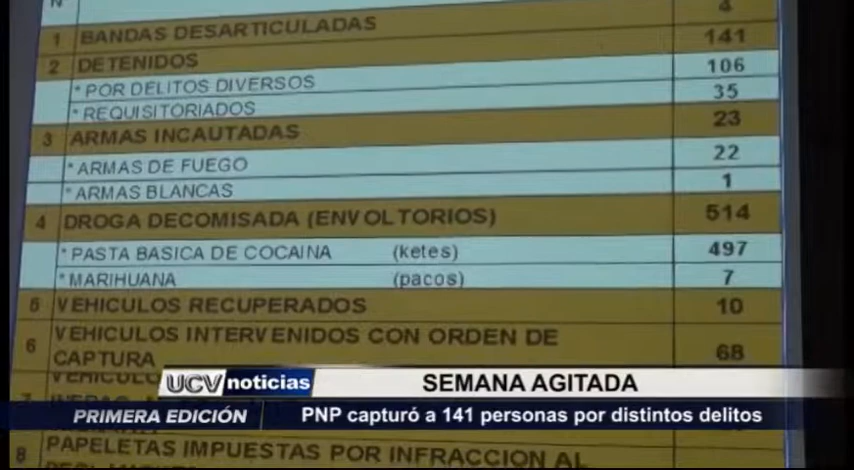 Nº
BANDAS DESARTICULADAS 4
1
2 DETENIDOS 141
* POR DELITOS DIVERSOS 106
* REQUISITORIADOS 35
3 ARMAS INCAUTADAS 23
* ARMAS DE FUEGO 22
* ARMAS BLANCAS 1
4 DROGA DECOMISADA (ENVOLTORIOS) 514
* PASTA BASICA DE COCAINA (ketes) 497
* MARIHUANA (pacos) 7
5 VEHICULOS RECUPERADOS 10
6 VEHICULOS INTERVENIDOS CON ORDEN DE
CAPTURA 68
UCV noticias SEMANA AGITADA
PRIMERA EDICIÓN PNP capturó a 141 personas por distintos delitos
8 PAPELETAS IMPUESTAS POR INFRACCION AL